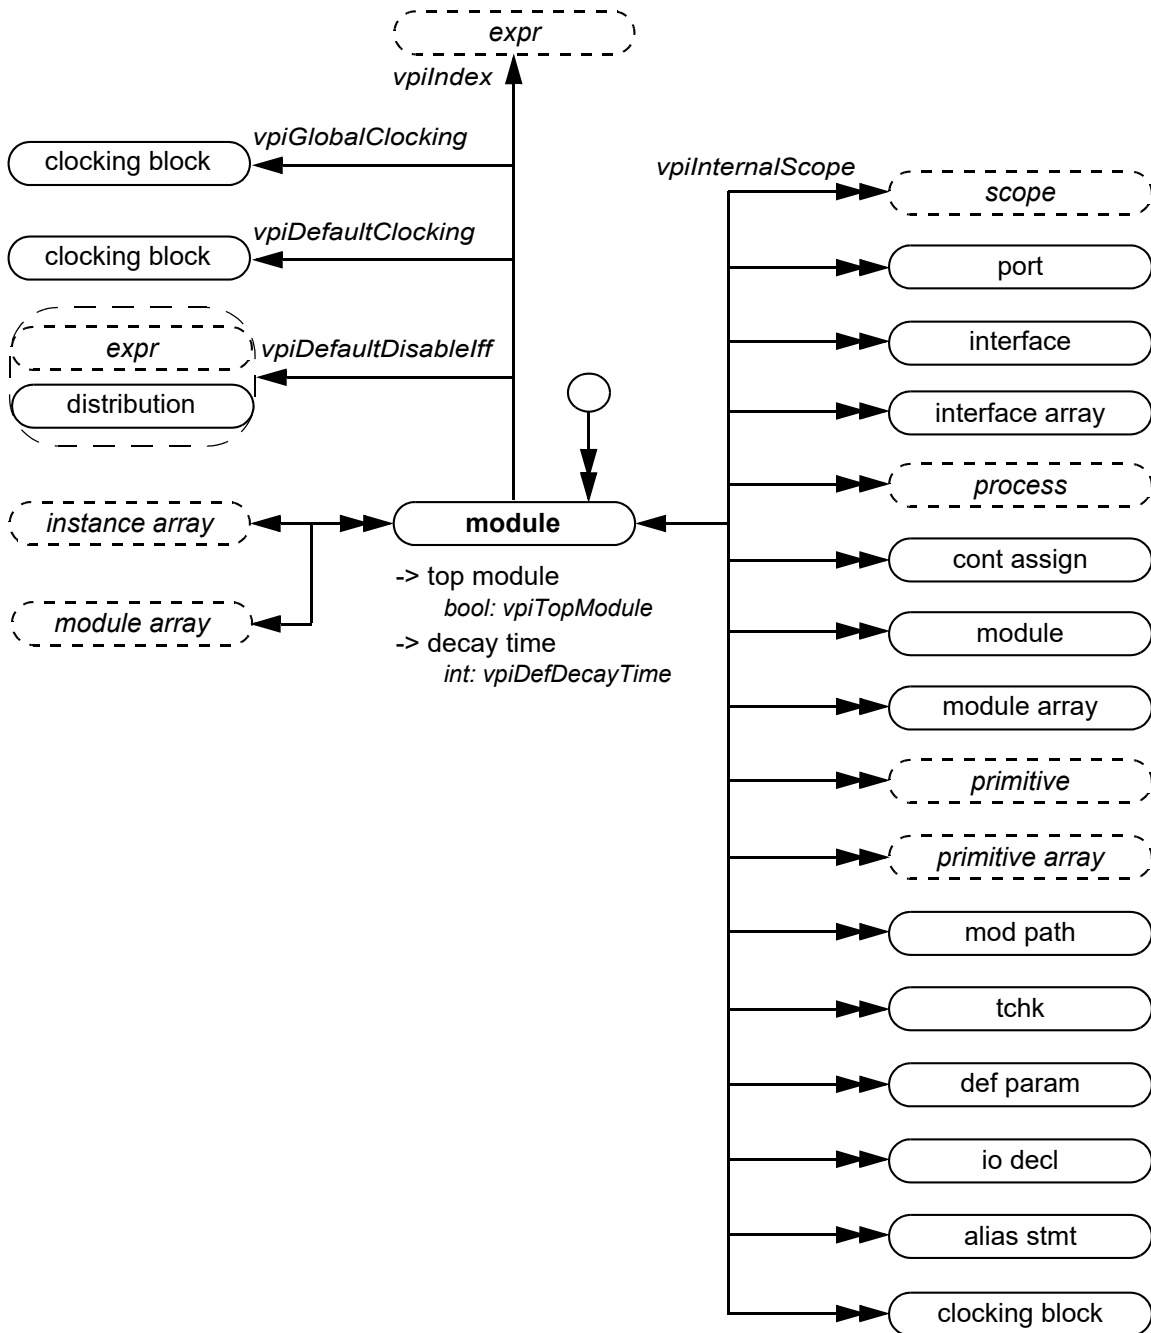 expr
vpiIndex
vpiGlobalClocking
clocking block
vpiDefaultClocking
clocking block
expr
vpiDefaultDisableIff
distribution
instance array
module array
module
-> top module
bool: vpiTopModule
-> decay time
int: vpiDefDecayTime
vpiInternalScope
scope
port
interface
interface array
process
cont assign
module
module array
primitive
primitive array
mod path
tchk
def param
io decl
alias stmt
clocking block